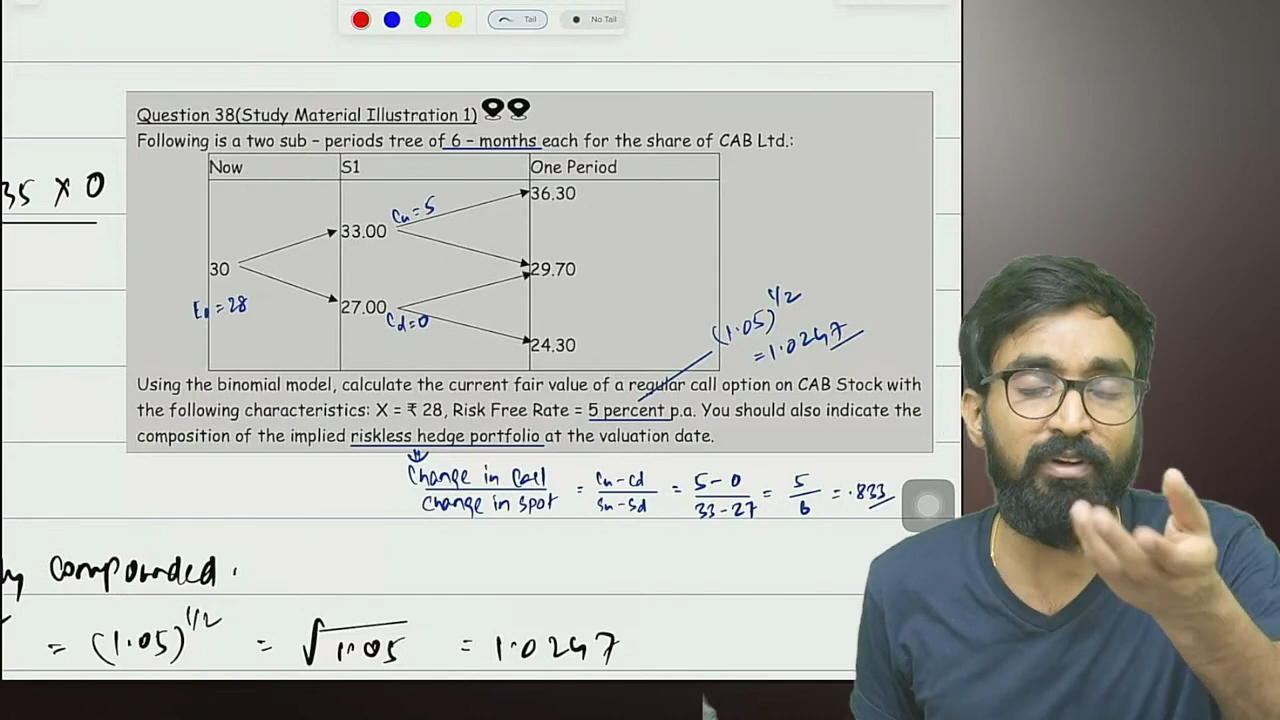 Tail
No Tail
Question 38(Study Material Illustration 1)
Following is a two sub – periods tree of 6 – months each for the share of CAB Ltd.:
Now S1 One Period
35 x 0
36.30
Cu = 5
33.00
30
29.70
= 28
27.00
Cd=0
(1.05)^1/2
= 1.0247
24.30
Using the binomial model, calculate the current fair value of a regular call option on CAB Stock with
the following characteristics: X = ₹ 28, Risk Free Rate = 5 percent p.a. You should also indicate the
composition of the implied riskless hedge portfolio at the valuation date.
Change in Call / Change in spot = Cu-Cd / Su-Sd = 5-0 / 33-27 = 5/6 = .833
compounded.
= (1.05)^1/2 = √1.05 = 1.0247